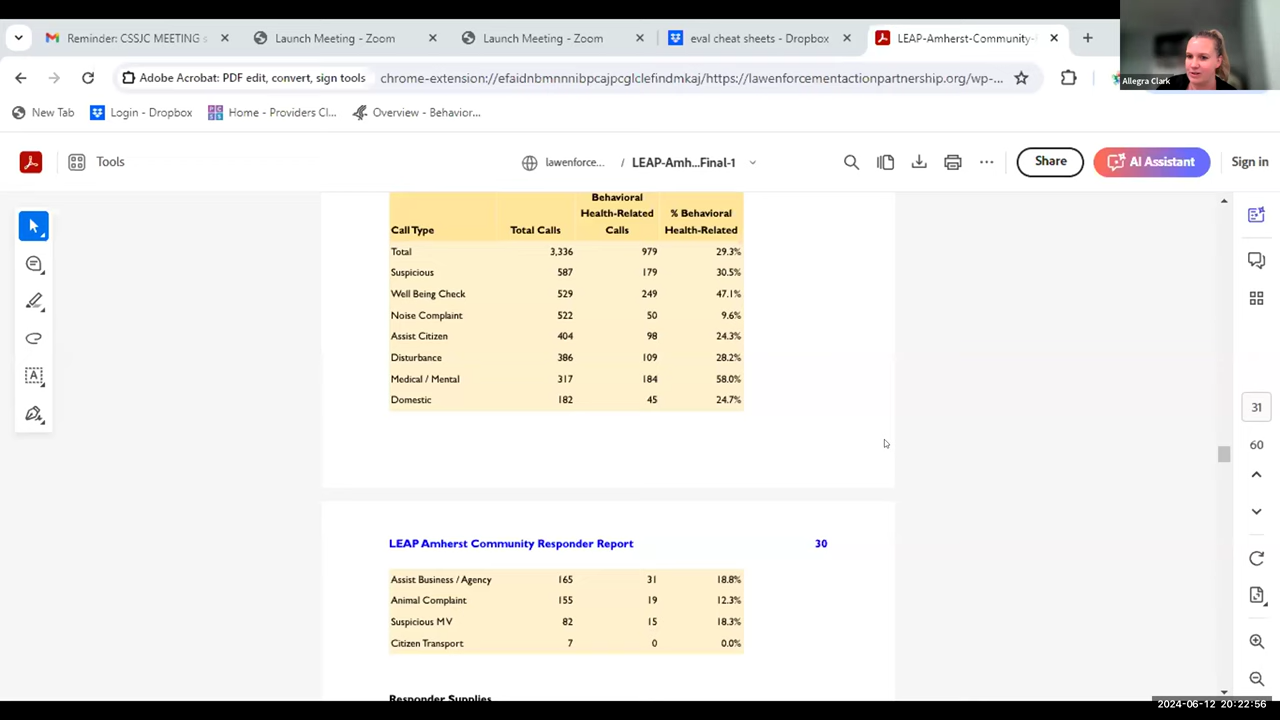 Reminder: CSSJC MEETING s
Launch Meeting - Zoom
Launch Meeting - Zoom
eval cheat sheets - Dropbox
LEAP-Amherst-Community-
Allegra Clark
Adobe Acrobat: PDF edit, convert, sign tools
chrome-extension://efaidnbmnnnibpcajpcglclefindmkaj/https://lawenforcementactionpartnership.org/wp-...
New Tab
Login - Dropbox
Home - Providers Cl...
Overview - Behavior...
Tools
lawenforce...
/ LEAP-Amh...Final-1
Share
AI Assistant
Sign in
Behavioral
Health-Related % Behavioral
Call Type Total Calls Calls Health-Related
Total 3,336 979 29.3%
Suspicious 587 179 30.5%
Well Being Check 529 249 47.1%
Noise Complaint 522 50 9.6%
Assist Citizen 404 98 24.3%
Disturbance 386 109 28.2%
Medical / Mental 317 184 58.0%
Domestic 182 45 24.7%
31
60
LEAP Amherst Community Responder Report 30
Assist Business / Agency 165 31 18.8%
Animal Complaint 155 19 12.3%
Suspicious MV 82 15 18.3%
Citizen Transport 7 0 0.0%
Responder Supplies
2024-06-12 20:22:56